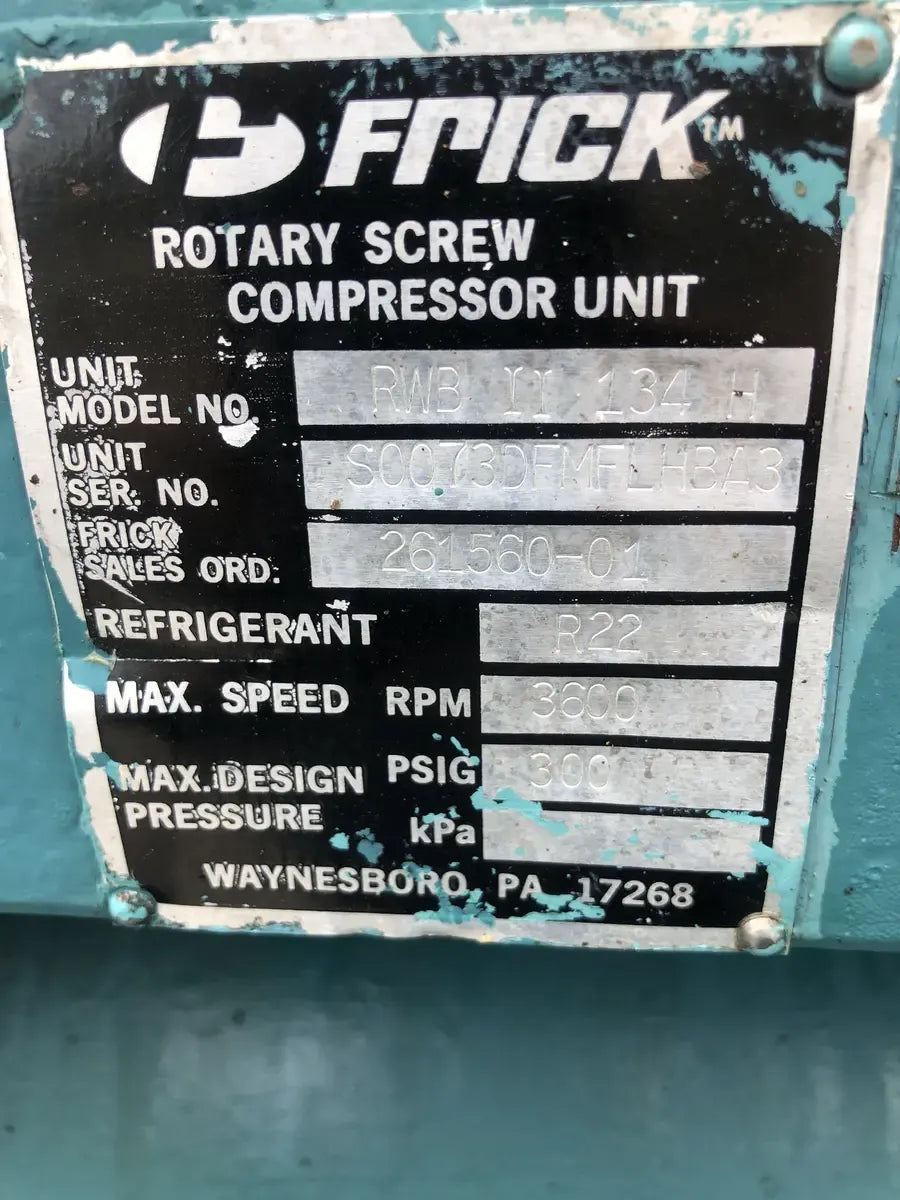 FRICK™
ROTARY SCREW
COMPRESSOR UNIT
UNIT
MODEL NO. RWB II 134 H
UNIT
SER. NO. S0073DFMFLHBA3
FRICK
SALES ORD. 261560-01
REFRIGERANT R22
MAX. SPEED RPM 3600
MAX. DESIGN PSIG 300
PRESSURE kPa
WAYNESBORO, PA 17268